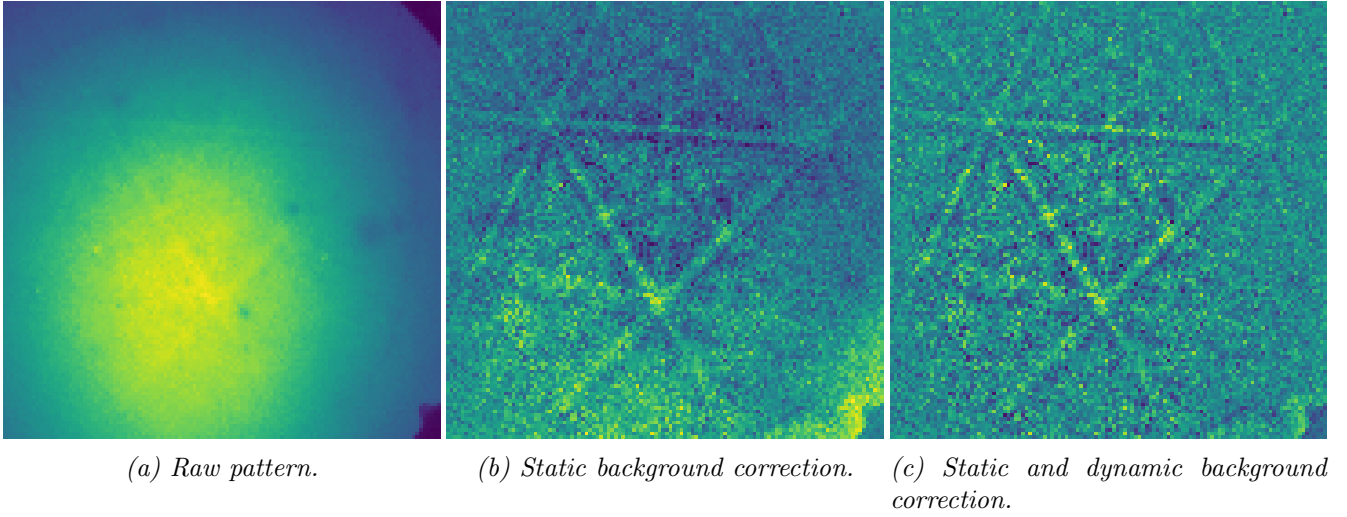 (a) Raw pattern.
(b) Static background correction.
(c) Static and dynamic background
correction.